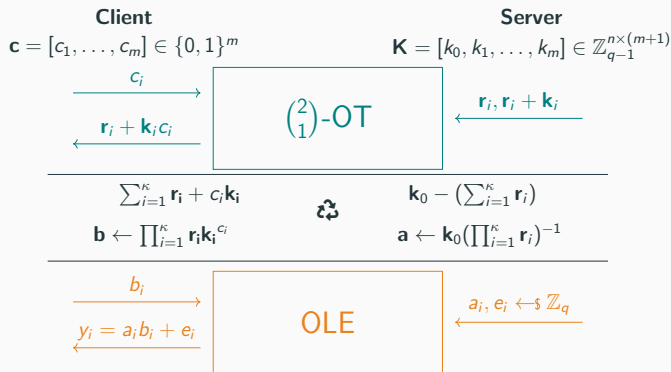 Client Server
c = [c₁, …, cₘ] ∈ {0, 1}ᵐ K = [k₀, k₁, …, kₘ] ∈ ℤ_{q−1}^{n×(m+1)}
cᵢ
(2 1)-OT
rᵢ, rᵢ + kᵢ
rᵢ + kᵢcᵢ
∑_{i=1}^{κ} rᵢ + cᵢkᵢ k₀ − (∑_{i=1}^{κ} rᵢ)
♻
b ← ∏_{i=1}^{κ} rᵢkᵢ^{cᵢ} a ← k₀(∏_{i=1}^{κ} rᵢ)⁻¹
bᵢ
aᵢ, eᵢ ←$ ℤ_q
OLE
yᵢ = aᵢbᵢ + eᵢ